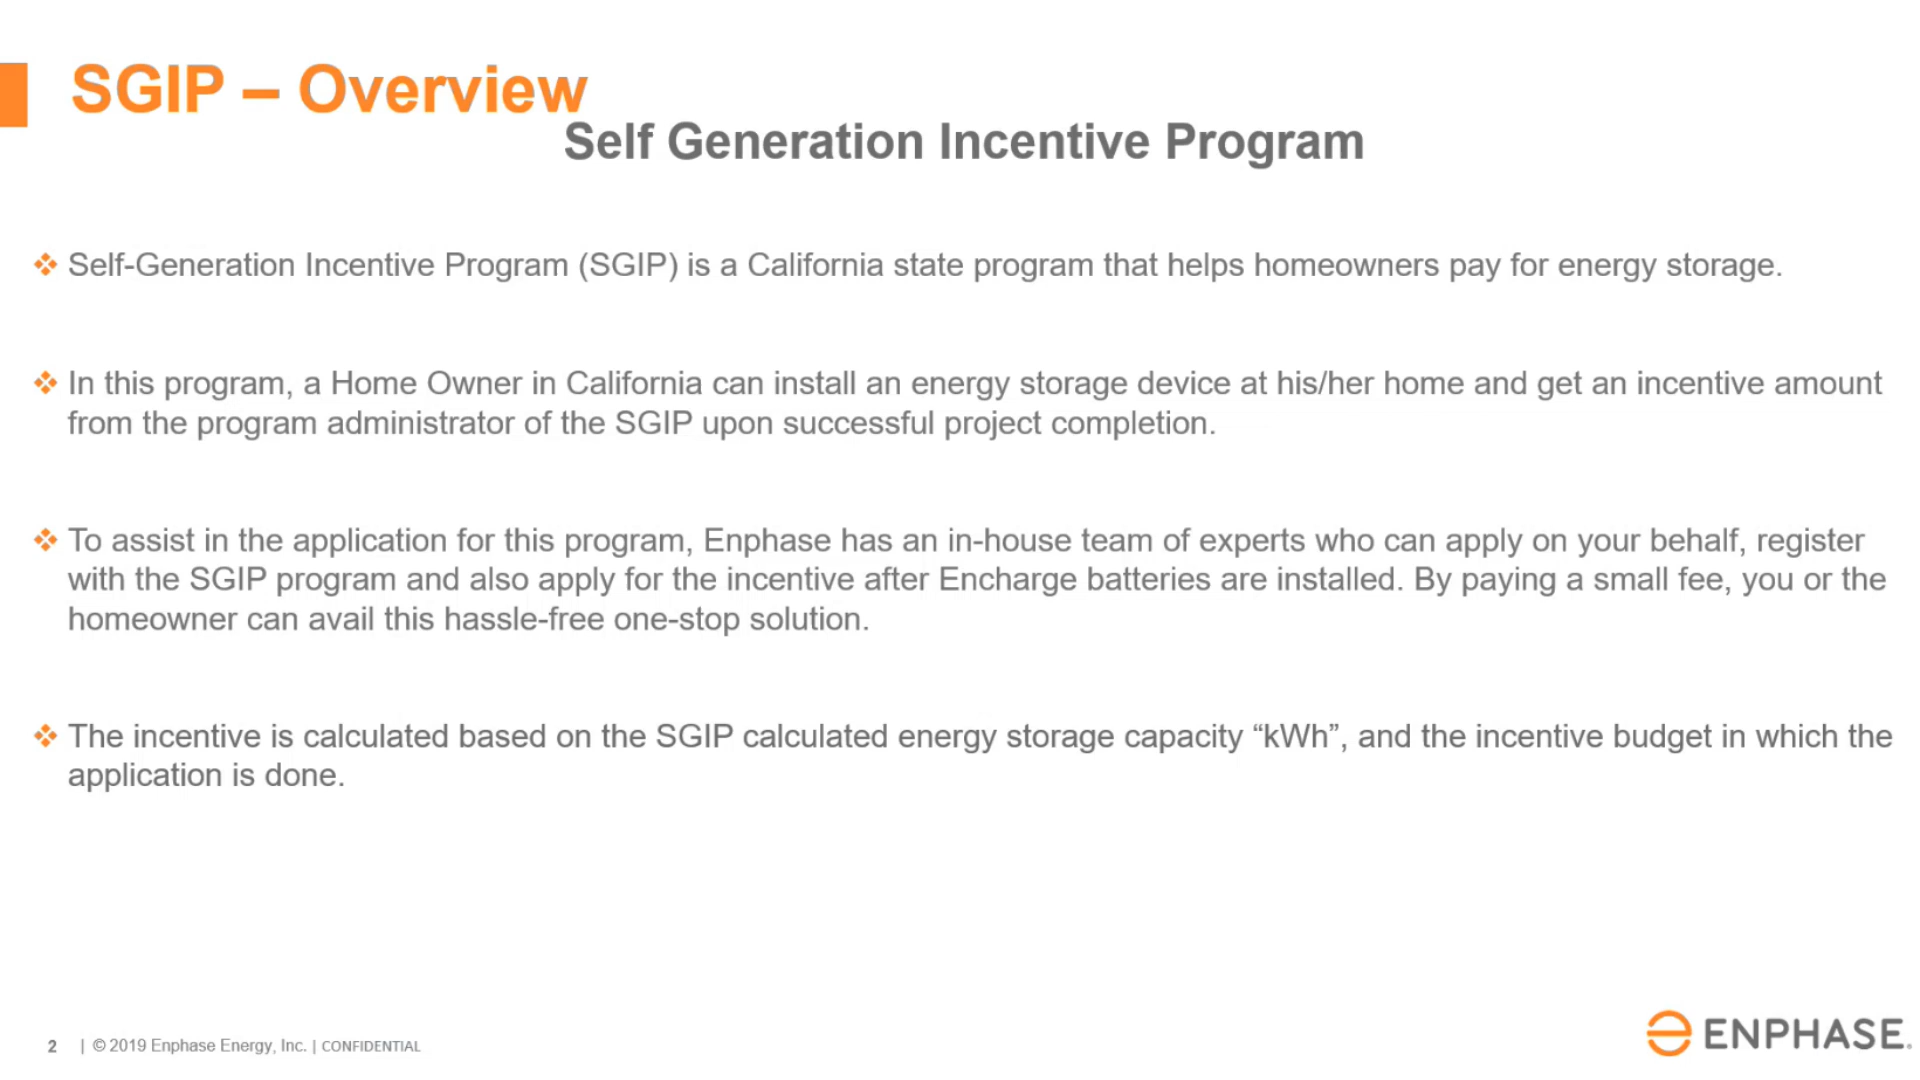 SGIP – Overview
Self Generation Incentive Program
❖ Self-Generation Incentive Program (SGIP) is a California state program that helps homeowners pay for energy storage.
❖ In this program, a Home Owner in California can install an energy storage device at his/her home and get an incentive amount
from the program administrator of the SGIP upon successful project completion.
❖ To assist in the application for this program, Enphase has an in-house team of experts who can apply on your behalf, register
with the SGIP program and also apply for the incentive after Encharge batteries are installed. By paying a small fee, you or the
homeowner can avail this hassle-free one-stop solution.
❖ The incentive is calculated based on the SGIP calculated energy storage capacity “kWh”, and the incentive budget in which the
application is done.
2 | © 2019 Enphase Energy, Inc. | CONFIDENTIAL
ENPHASE.